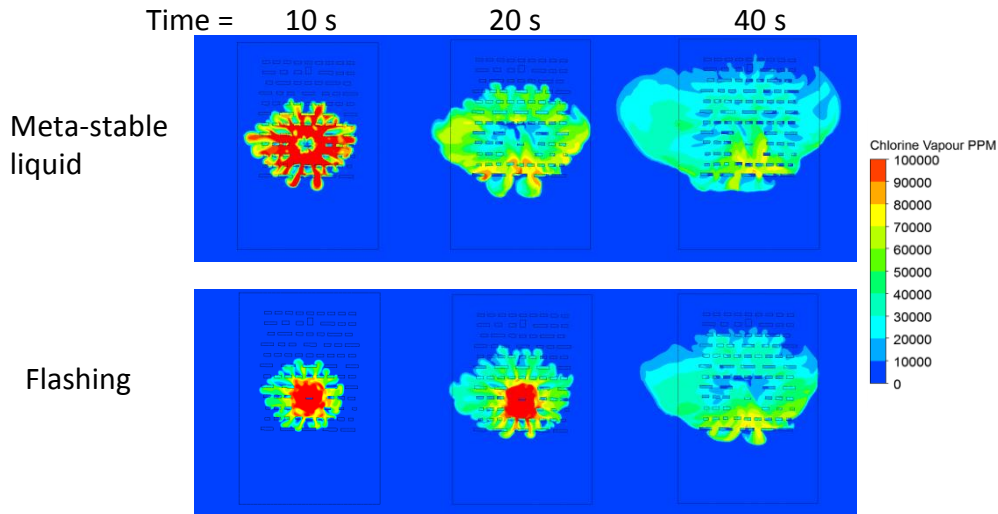 Time = 10 s 20 s 40 s
Meta-stable
liquid
Chlorine Vapour PPM
100000
90000
80000
70000
60000
50000
40000
30000
20000
10000
0
Flashing